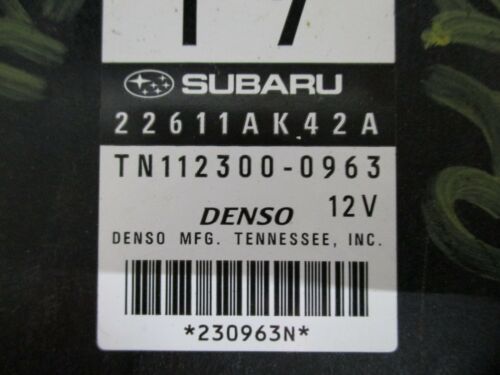 SUBARU
22611AK42A
TN112300-0963
DENSO 12V
DENSO MFG. TENNESSEE, INC.
*230963N*